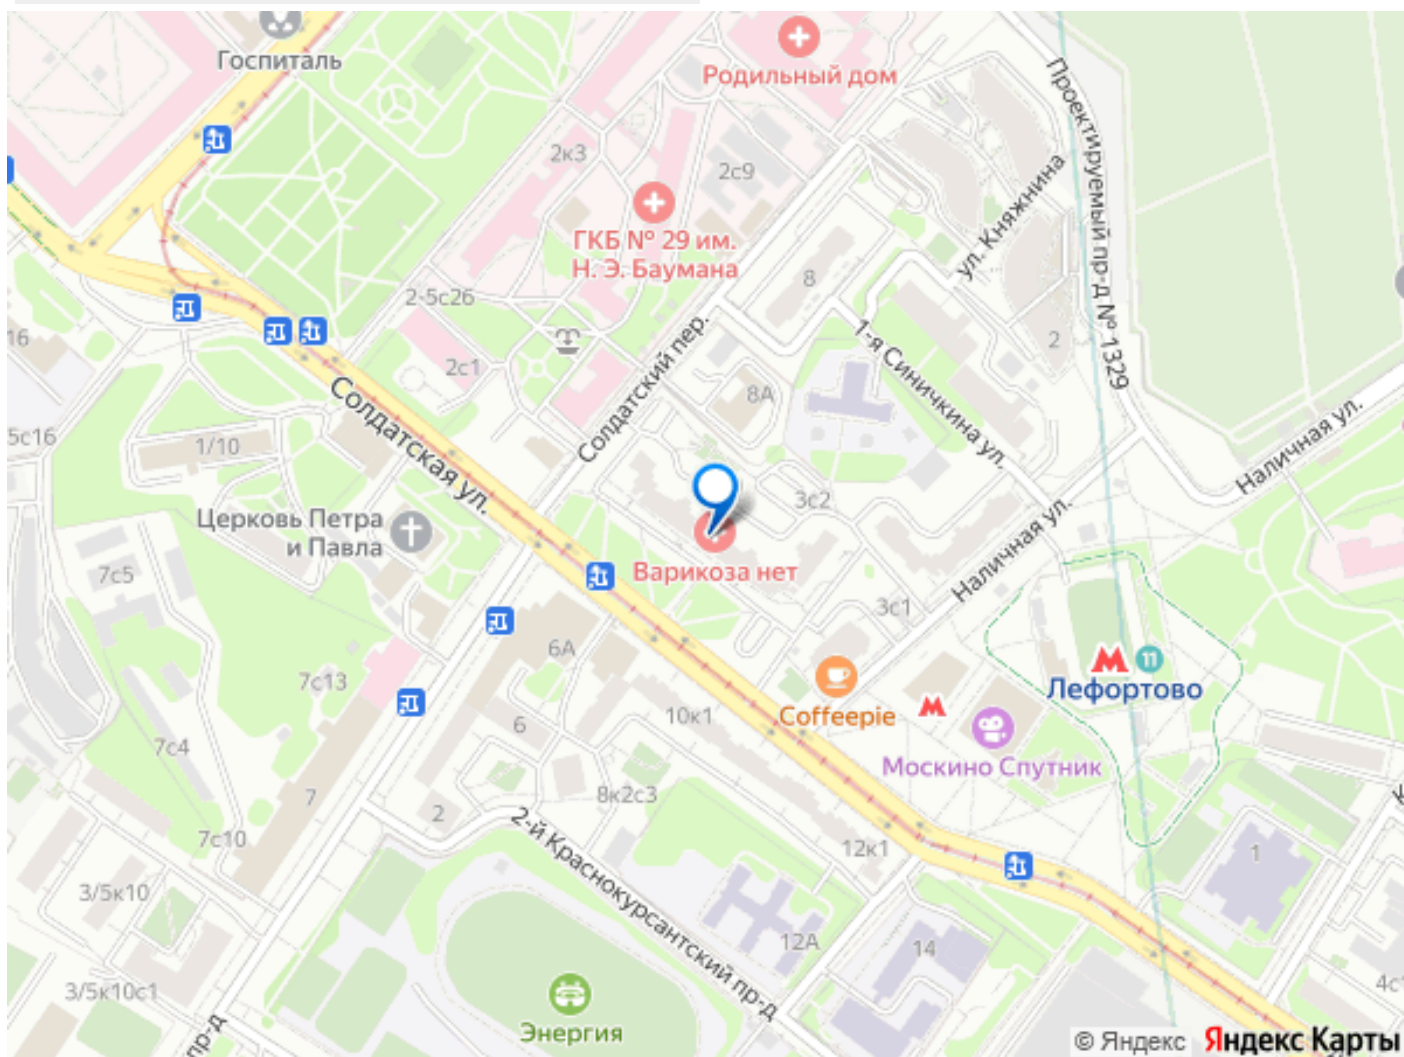 Госпиталь
Родильный дом
Проектируемый пр-д № 1329
2к3
2с9
ГКБ № 29 им.
Н. Э. Баумана
ул. Княжнина
8
2-5с26
1-я Синичкина ул.
2
16
2с1
Солдатский пер.
8А
Солдатская ул.
5с16
1/10
Наличная ул.
3с2
Церковь Петра
и Павла
Наличная ул.
7с5
Варикоза нет
3с1
6А
7с13
Лефортово
11
10к1
Coffeepie
6
7с4
Москино Спутник
8к2с3
7
2
2-й Краснокурсантский пр-д
7с10
12к1
1
3/5к10
12А
14
3/5к10с1
4с
Энергия
пр-д
© Яндекс Яндекс Карты